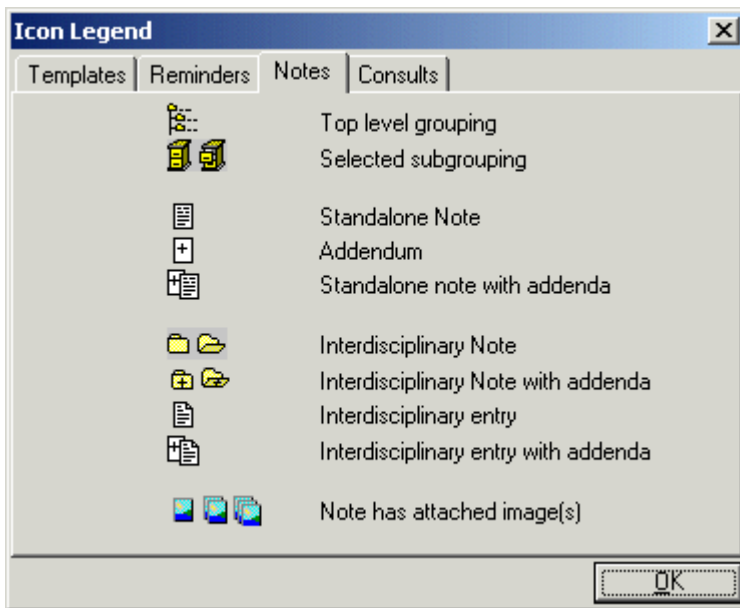 Icon Legend
Templates Reminders Notes Consults
Top level grouping
Selected subgrouping
Standalone Note
Addendum
Standalone note with addenda
Interdisciplinary Note
Interdisciplinary Note with addenda
Interdisciplinary entry
Interdisciplinary entry with addenda
Note has attached image(s)
OK